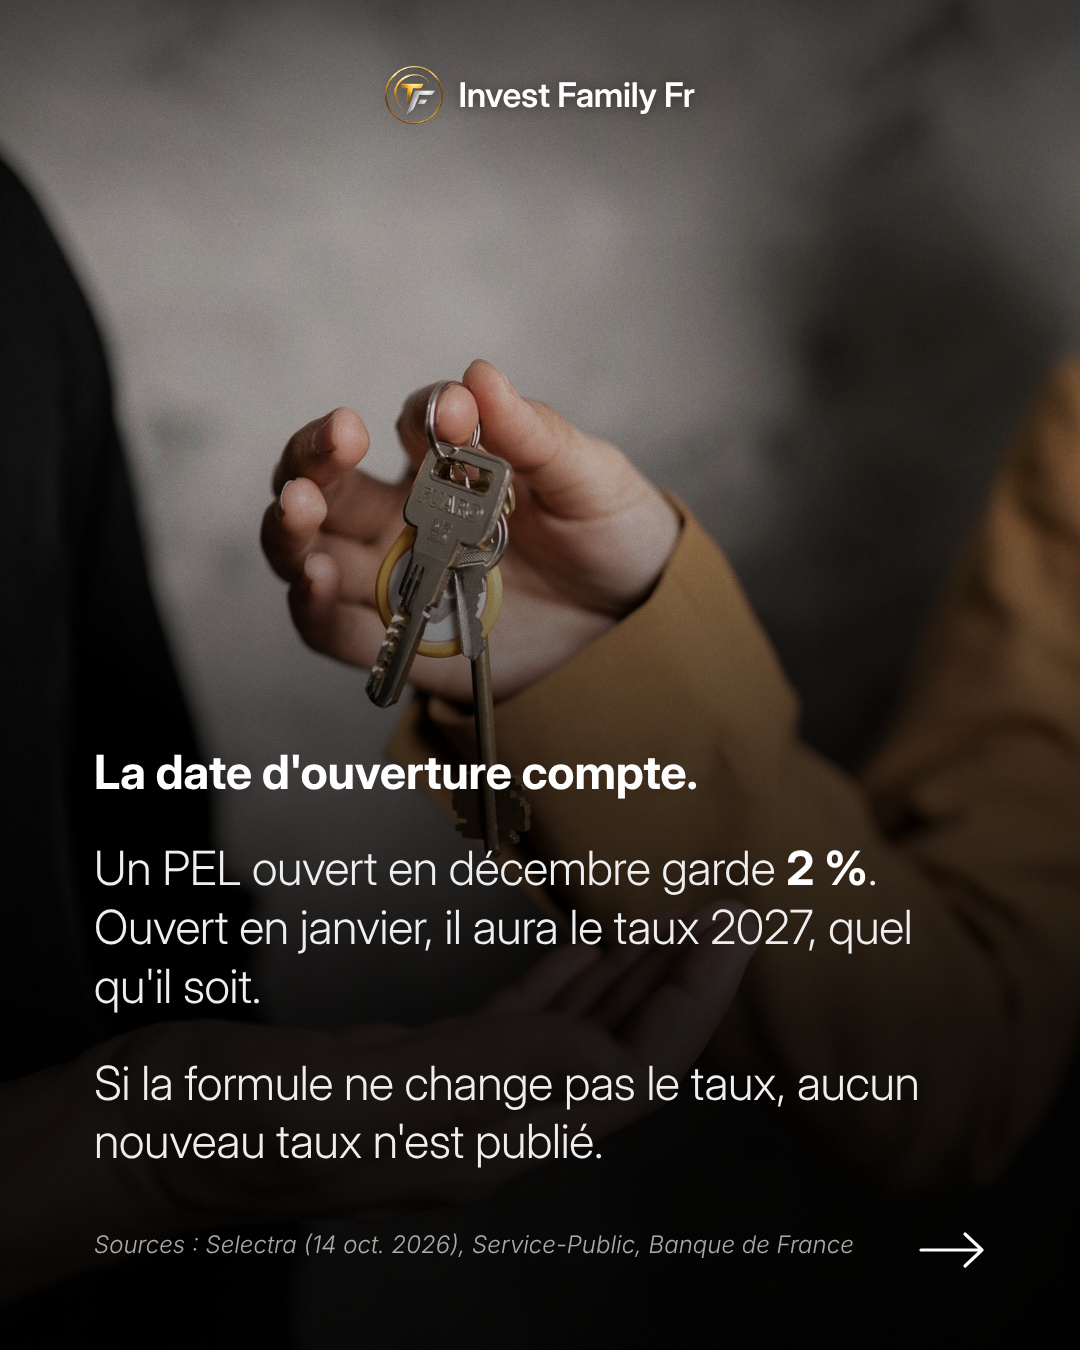 TF Invest Family Fr
FUARO
La date d'ouverture compte.
Un PEL ouvert en décembre garde 2 %.
Ouvert en janvier, il aura le taux 2027, quel
qu'il soit.
Si la formule ne change pas le taux, aucun
nouveau taux n'est publié.
Sources : Selectra (14 oct. 2026), Service-Public, Banque de France